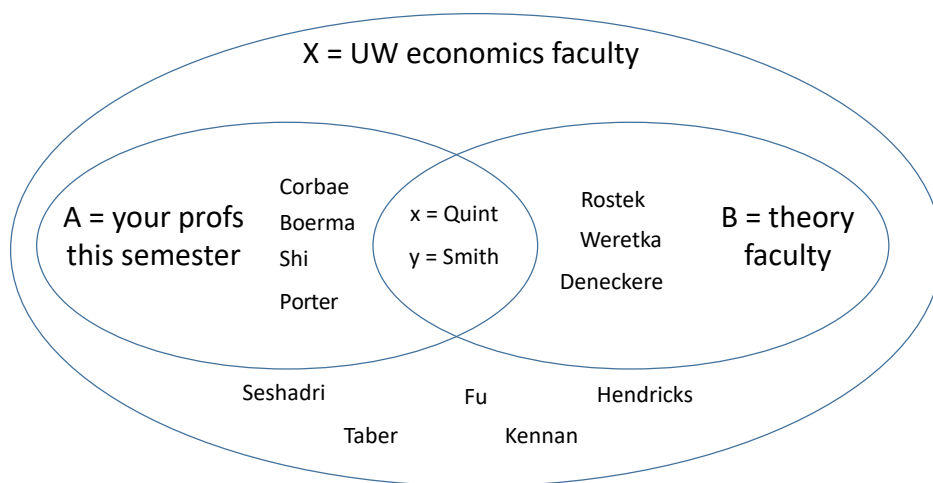 X = UW economics faculty
A = your profs
this semester
Corbae
Boerma
Shi
Porter
x = Quint
y = Smith
Rostek
Weretka
Deneckere
B = theory
faculty
Seshadri
Fu
Hendricks
Taber
Kennan